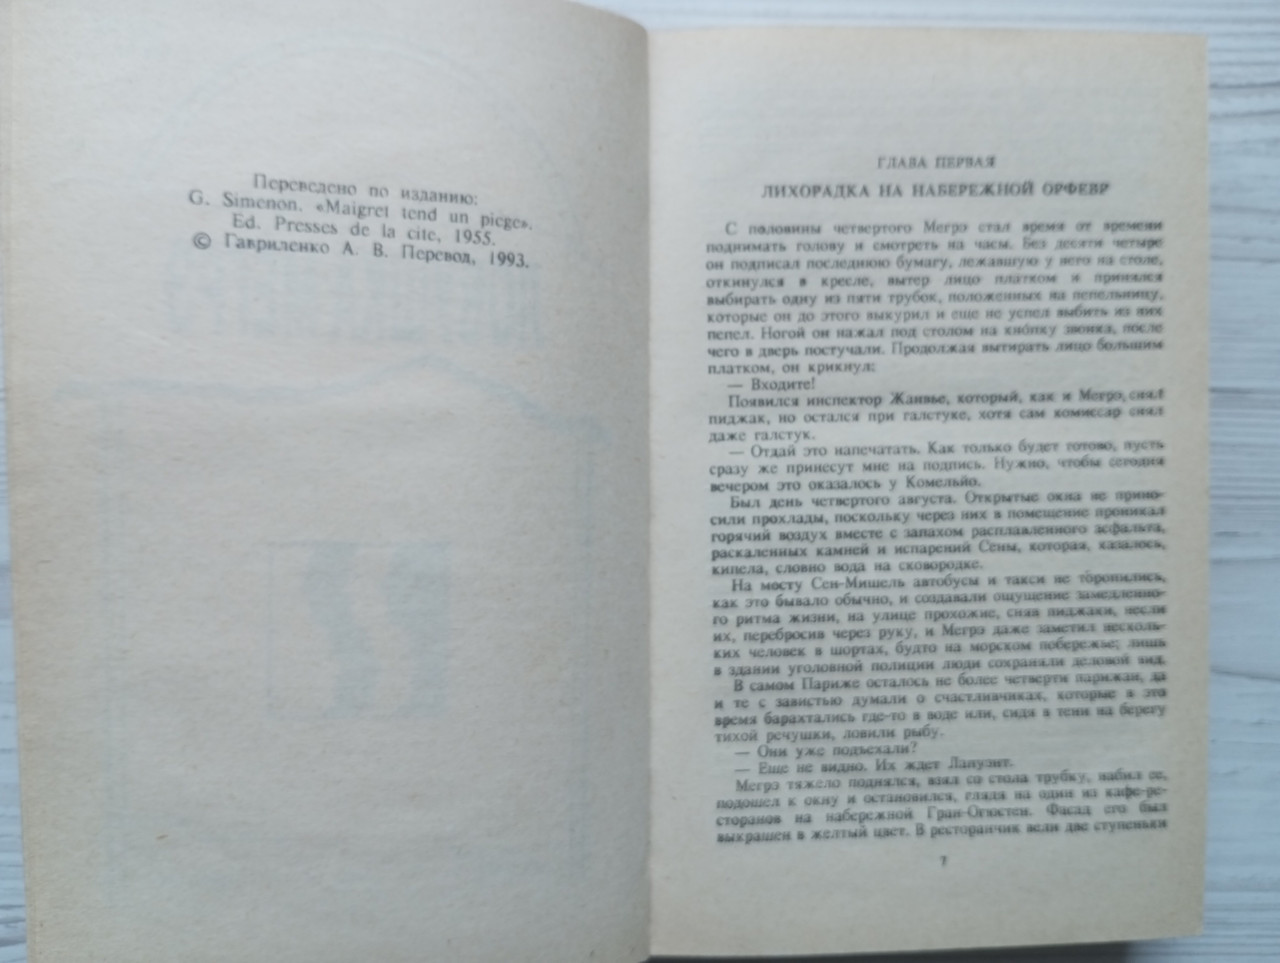 Переведено по изданию:
G. Simenon. «Maigret tend un piege».
Ed. Presses de la cite, 1955.
© Гавриленко А. В. Перевод, 1993.
ГЛАВА ПЕРВАЯ
ЛИХОРАДКА НА НАБЕРЕЖНОЙ ОРФЕВР
С половины четвертого Мегрэ стал время от времени
поднимать голову и смотреть на часы. Без десяти четыре
он подписал последнюю бумагу, лежавшую у него на столе,
откинулся в кресле, вытер лицо платком и принялся
выбирать одну из пяти трубок, положенных на пепельницу,
которые он до этого выкурил и еще не успел выбить из них
пепел. Ногой он нажал под столом на кнопку звонка, после
чего в дверь постучали. Продолжая вытирать лицо большим
платком, он крикнул:
— Входите!
Появился инспектор Жанвье, который, как и Мегрэ, снял
пиджак, но остался при галстуке, хотя сам комиссар снял
даже галстук.
— Отдай это напечатать. Как только будет готово, пусть
сразу же принесут мне на подпись. Нужно, чтобы сегодня
вечером это оказалось у Комельйо.
Был день четвертого августа. Открытые окна не прино-
сили прохлады, поскольку через них в помещение проникал
горячий воздух вместе с запахом расплавленного асфальта,
раскаленных камней и испарений Сены, которая, казалось,
кипела, словно вода на сковородке.
На мосту Сен-Мишель автобусы и такси не торопились,
как это бывало обычно, и создавали ощущение замедленно-
го ритма жизни, на улице прохожие, сняв пиджаки, несли
их, перебросив через руку, и Мегрэ даже заметил несколь-
ких человек в шортах, будто на морском побережье; лишь
в здании уголовной полиции люди сохраняли деловой вид.
В самом Париже осталось не более четверти парижан, да
и те с завистью думали о счастливчиках, которые в это
время барахтались где-то в воде или, сидя в тени на берегу
тихой речушки, ловили рыбу.
— Они уже подъехали?
— Еще не видно. Их ждет Лапуэнт.
Мегрэ тяжело поднялся, взял со стола трубку, набил ее,
подошел к окну и остановился, глядя на один из кафе-ре-
сторанов на набережной Гран-Огюстен. Фасад его был
выкрашен в желтый цвет. В ресторанчик вели две ступеньки
7